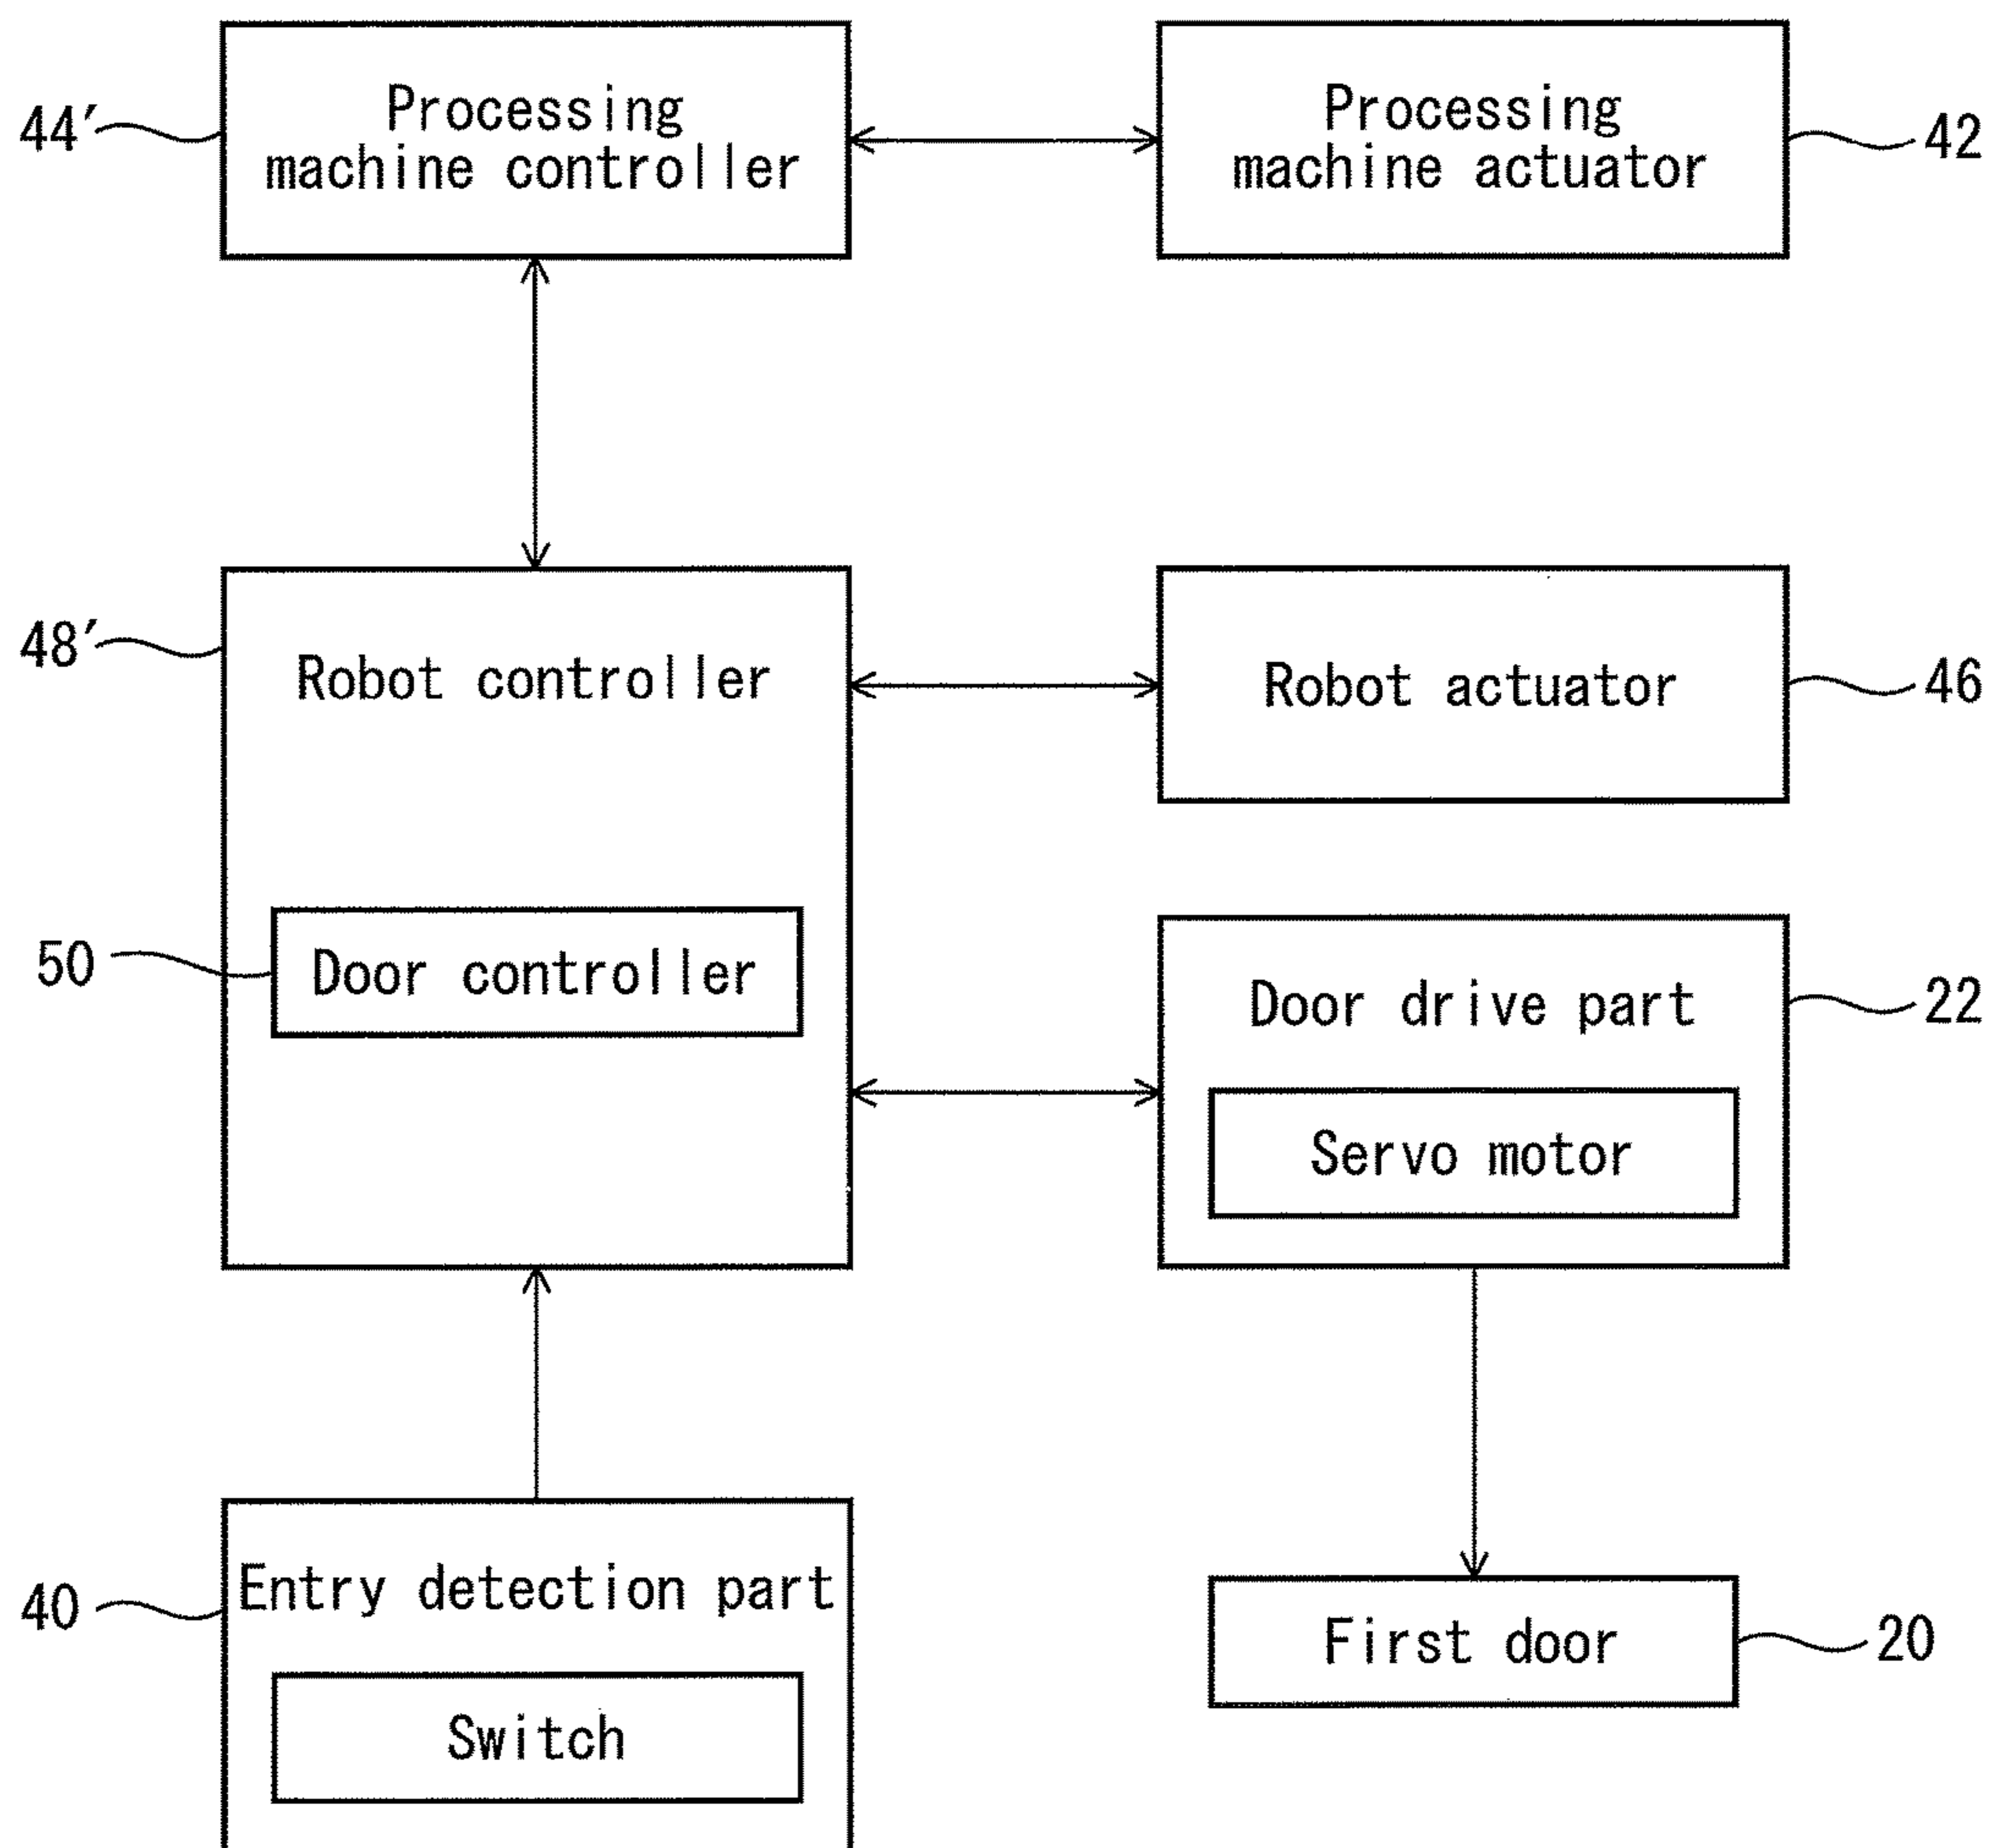 44′
Processing
machine controller
Processing
machine actuator
42
48′
Robot controller
Robot actuator
46
50
Door controller
Door drive part
22
Servo motor
40
Entry detection part
Switch
First door
20